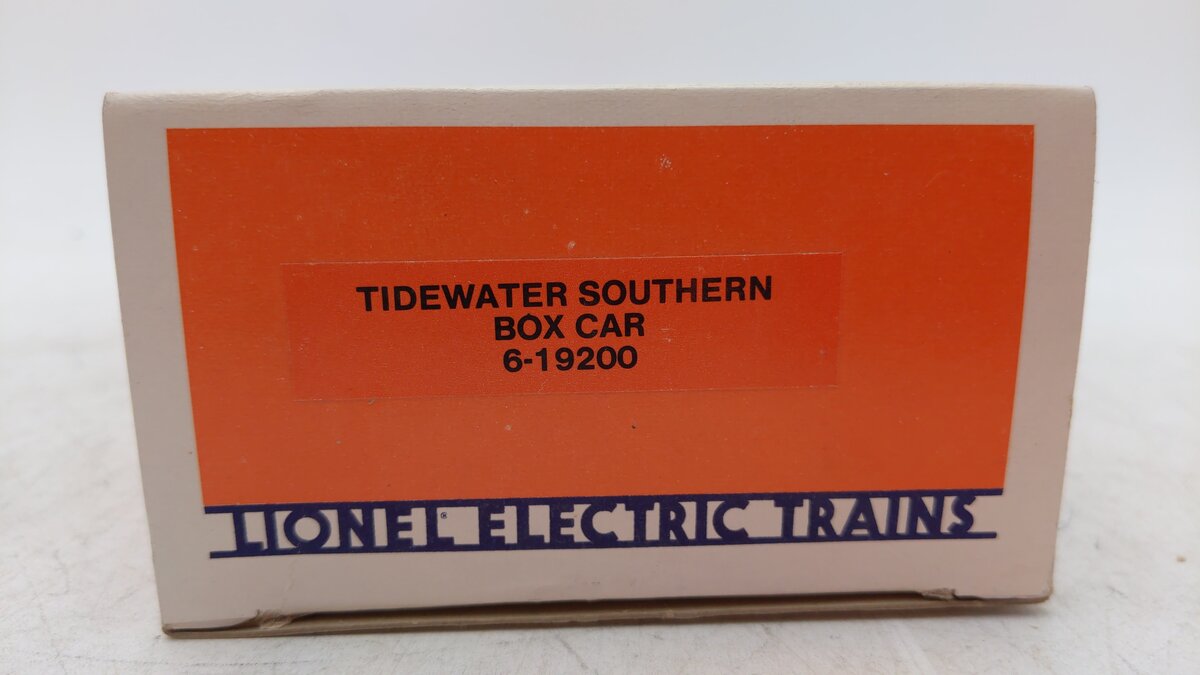 TIDEWATER SOUTHERN
BOX CAR
6-19200
LIONEL® ELECTRIC TRAINS